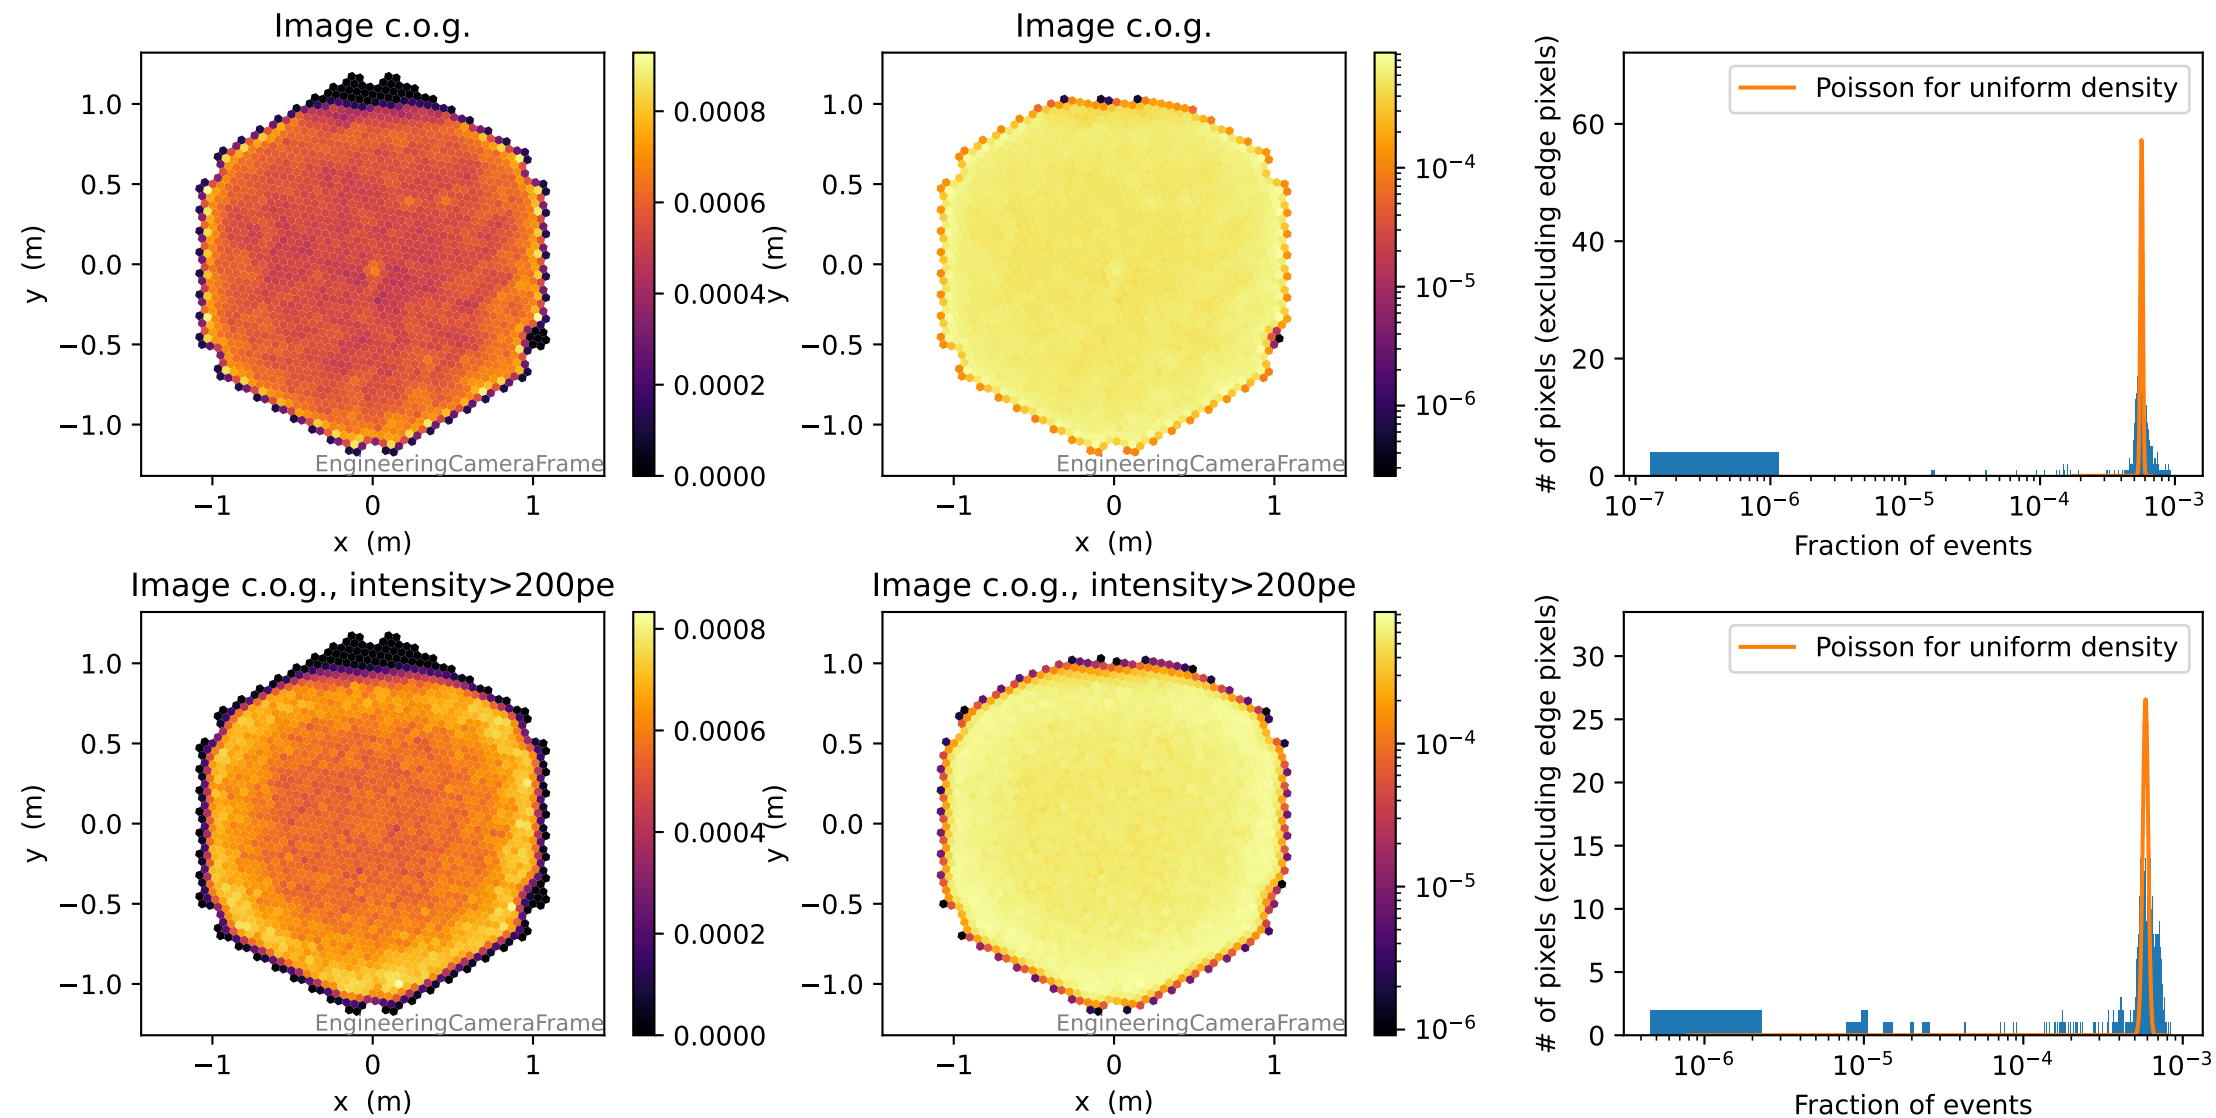 Image c.o.g.
y (m)
1.0
0.5
0.0
−0.5
−1.0
−1 0 1
x (m)
EngineeringCameraFrame
0.0008
0.0006
0.0004
0.0002
0.0000
Image c.o.g.
y (m)
1.0
0.5
0.0
−0.5
−1.0
−1 0 1
x (m)
EngineeringCameraFrame
10−4
10−5
10−6
# of pixels (excluding edge pixels)
60
40
20
0
Poisson for uniform density
10−7 10−6 10−5 10−4 10−3
Fraction of events
Image c.o.g., intensity>200pe
y (m)
1.0
0.5
0.0
−0.5
−1.0
−1 0 1
x (m)
EngineeringCameraFrame
0.0008
0.0006
0.0004
0.0002
0.0000
Image c.o.g., intensity>200pe
y (m)
1.0
0.5
0.0
−0.5
−1.0
−1 0 1
x (m)
EngineeringCameraFrame
10−4
10−5
10−6
# of pixels (excluding edge pixels)
30
25
20
15
10
5
0
Poisson for uniform density
10−6 10−5 10−4 10−3
Fraction of events